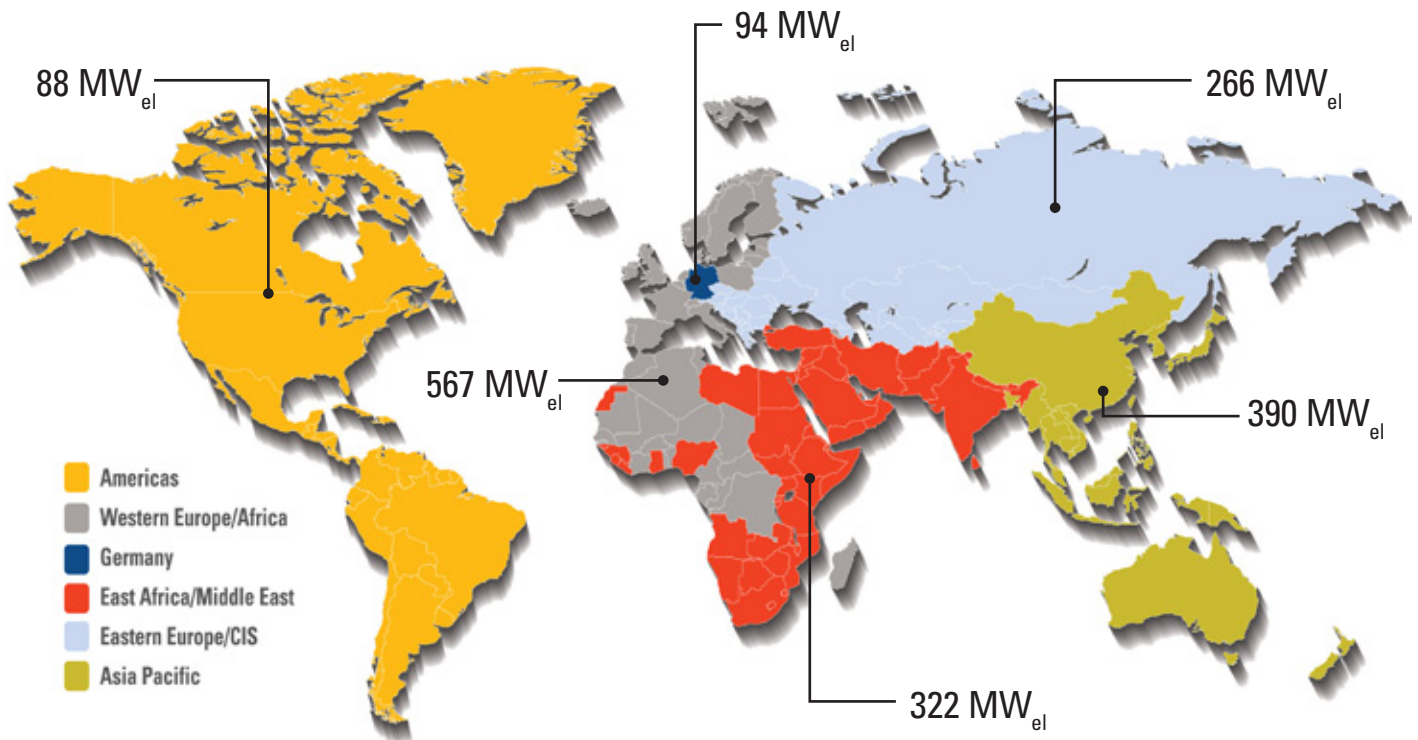 94 MWel
88 MWel
266 MWel
567 MWel
390 MWel
Americas
Western Europe/Africa
Germany
East Africa/Middle East
Eastern Europe/CIS
Asia Pacific
322 MWel